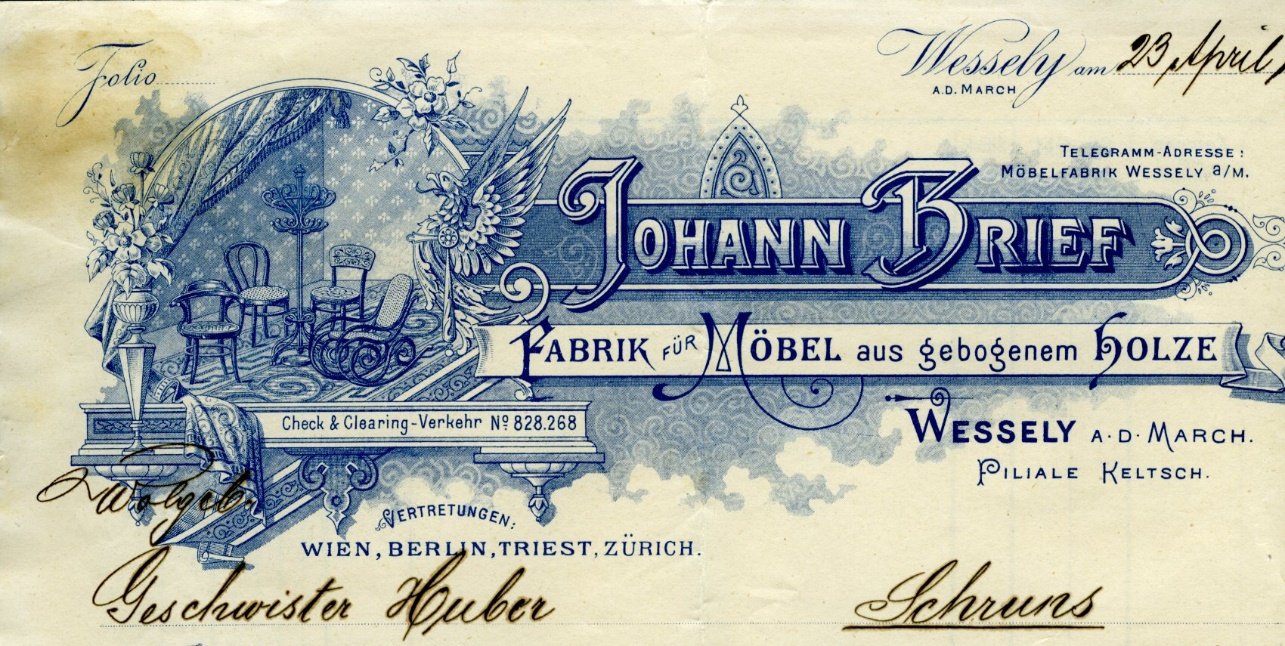 Folio
Wessely am 23 April
A.D. MARCH
TELEGRAMM-ADRESSE:
MÖBELFABRIK WESSELY a/M.
JOHANN BRIEF
FABRIK FÜR MÖBEL aus gebogenem HOLZE
Check & Clearing-Verkehr No 828.268
WESSELY A.D. MARCH.
FILIALE KELTSCH.
Wolgeb.
VERTRETUNGEN:
WIEN, BERLIN, TRIEST, ZÜRICH.
Geschwister Huber Schruns